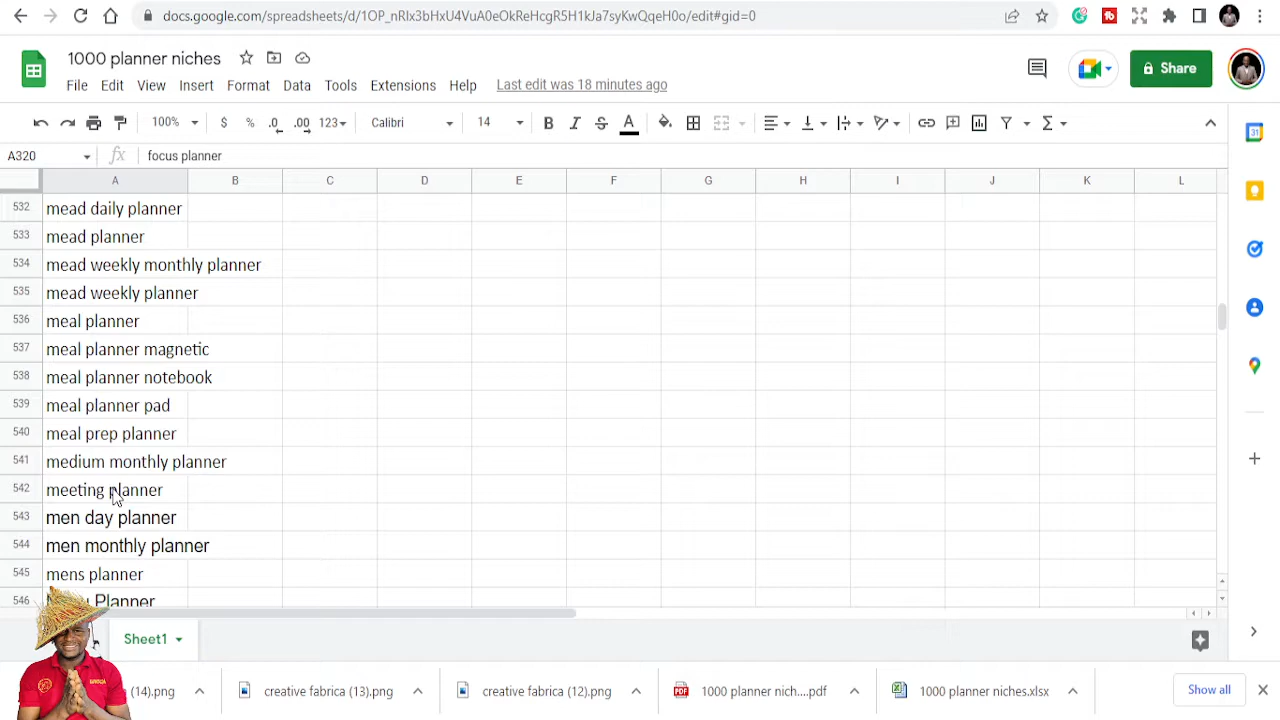 docs.google.com/spreadsheets/d/1OP_nRlx3bHxU4VuA0eOkReHcgR5H1kJa7syKwQqeH0o/edit#gid=0
1000 planner niches
File Edit View Insert Format Data Tools Extensions Help Last edit was 18 minutes ago
Share
100% $ % .0 .00 123 Calibri 14 B I S A
A320 fx focus planner
A B C D E F G H I J K L
532 mead daily planner
533 mead planner
534 mead weekly monthly planner
535 mead weekly planner
536 meal planner
537 meal planner magnetic
538 meal planner notebook
539 meal planner pad
540 meal prep planner
541 medium monthly planner
542 meeting planner
543 men day planner
544 men monthly planner
545 mens planner
546 Planner
Sheet1
(14).png
creative fabrica (13).png
creative fabrica (12).png
1000 planner nich....pdf
1000 planner niches.xlsx
Show all